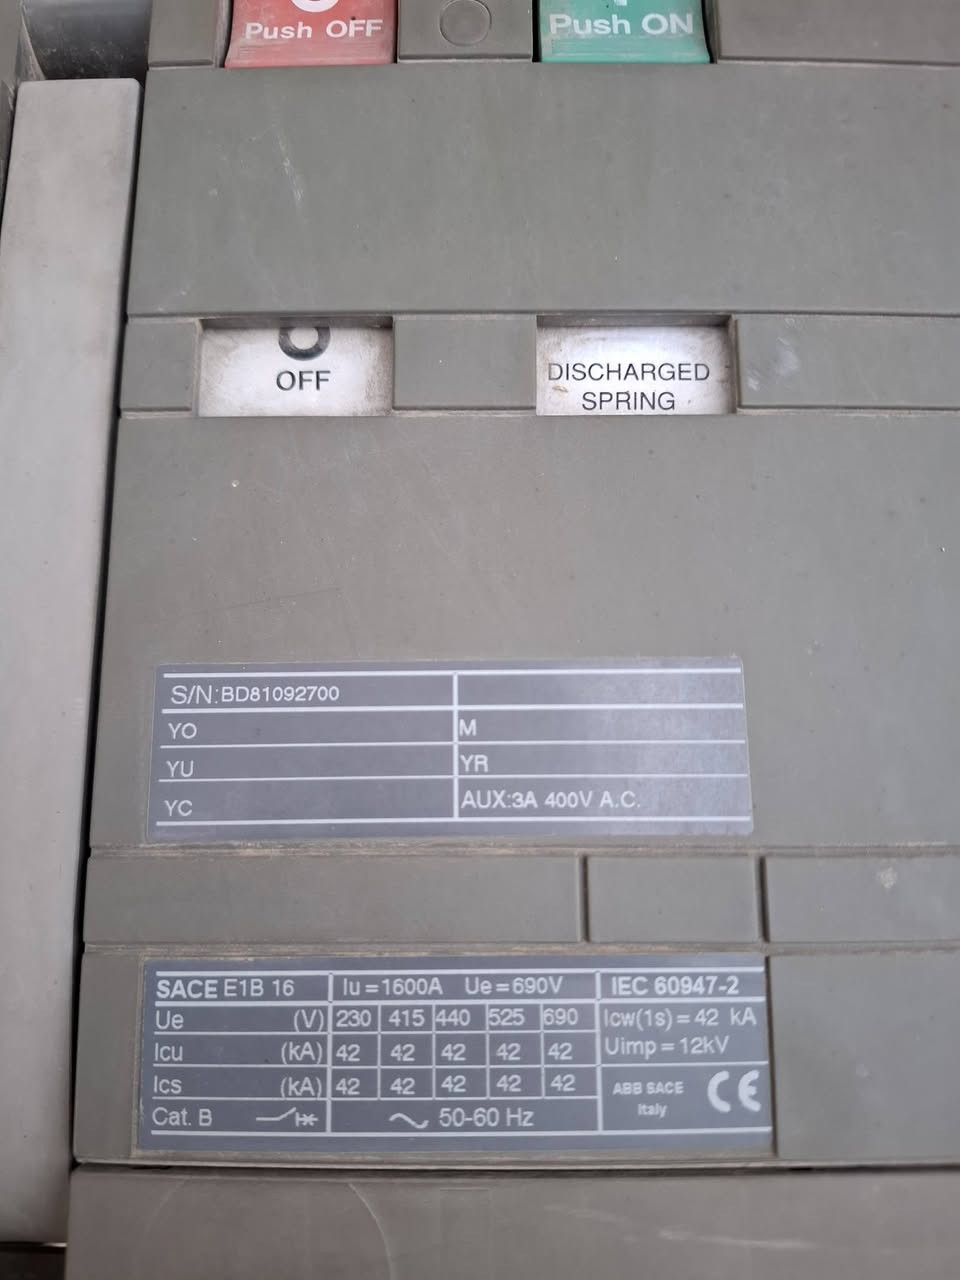 Push OFF
Push ON
OFF
DISCHARGED
SPRING
S/N:BD81092700
YO M
YU YR
YC AUX:3A 400V A.C.
SACE E1B 16 Iu=1600A Ue=690V IEC 60947-2
Ue (V) 230 415 440 525 690 Icw(1s)=42 kA
Icu (kA) 42 42 42 42 42 Uimp=12kV
Ics (kA) 42 42 42 42 42 ABB SACE CE
Italy
Cat. B 50-60 Hz